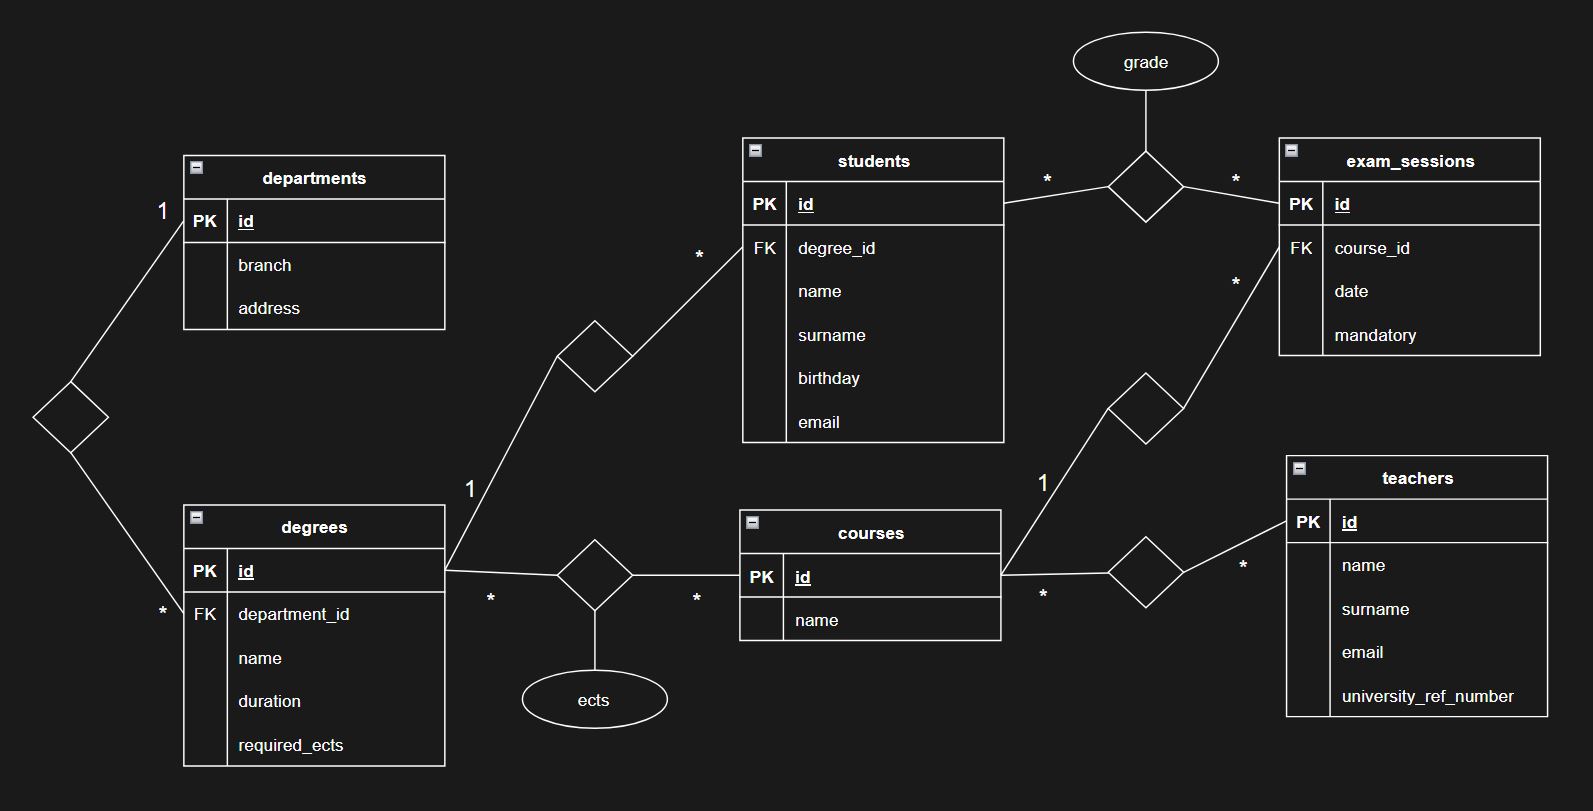 grade
departments
PK id
branch
address
students
PK id
FK degree_id
name
surname
birthday
email
exam_sessions
PK id
FK course_id
date
mandatory
1
*
*
*
*
1
*
1
degrees
PK id
FK department_id
name
duration
required_ects
*
*
ects
courses
PK id
name
*
*
teachers
PK id
name
surname
email
university_ref_number